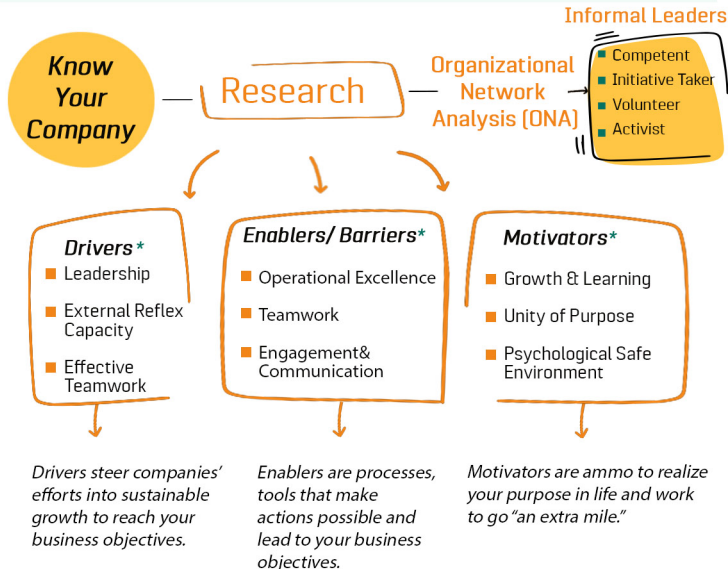 Know
Your
Company
Research
Organizational
Network
Analysis (ONA)
Informal Leaders
Competent
Initiative Taker
Volunteer
Activist
Drivers*
Leadership
External Reflex
Capacity
Effective
Teamwork
Enablers/ Barriers*
Operational Excellence
Teamwork
Engagement&
Communication
Motivators*
Growth & Learning
Unity of Purpose
Psychological Safe
Environment
Drivers steer companies'
efforts into sustainable
growth to reach your
business objectives.
Enablers are processes,
tools that make
actions possible and
lead to your business
objectives.
Motivators are ammo to realize
your purpose in life and work
to go “an extra mile.”